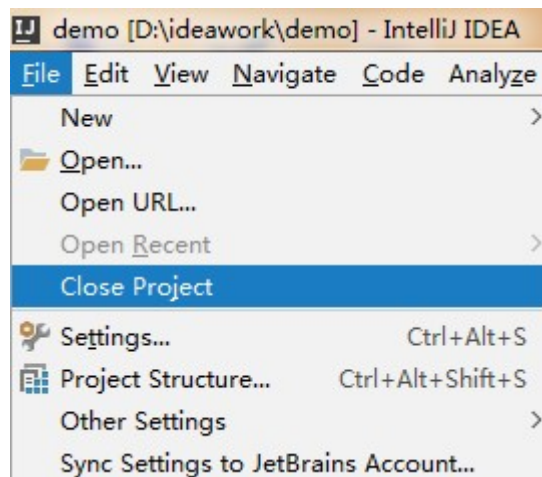 IJ demo [D:\ideawork\demo] - IntelliJ IDEA
File Edit View Navigate Code Analyze
New >
Open...
Open URL...
Open Recent >
Close Project
Settings... Ctrl+Alt+S
Project Structure... Ctrl+Alt+Shift+S
Other Settings >
Sync Settings to JetBrains Account...